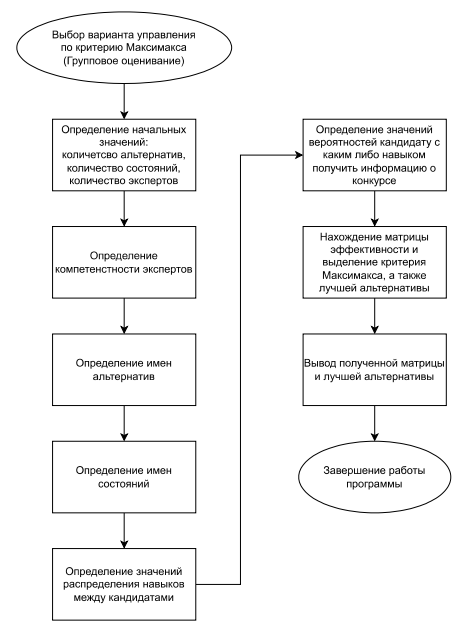 Выбор варианта управления
по критерию Максимакса
(Групповое оценивание)
Определение начальных
значений:
количетсво альтернатив,
количество состояний,
количество экспертов
Определение
компетенстности экспертов
Определение имен
альтернатив
Определение имен
состояний
Определение значений
распределения навыков
между кандидатами
Определение значений
вероятностей кандидату с
каким либо навыком
получить информацию о
конкурсе
Нахождение матрицы
эффективности и
выделение критерия
Максимакса, а также
лучшей альтернативы
Вывод полученной матрицы
и лучшей альтернативы
Завершение работы
программы